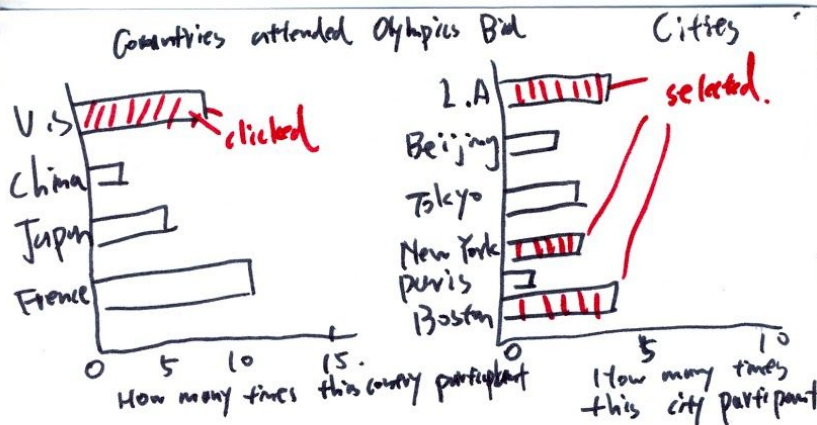 Countries attended Olympics Bid
Cities
U.S
clicked
China
Japan
France
0 5 10 15.
How many times this country participant
L.A
selected.
Beijing
Tokyo
New York
paris
Boston
0 5 10
How many times
this city participant